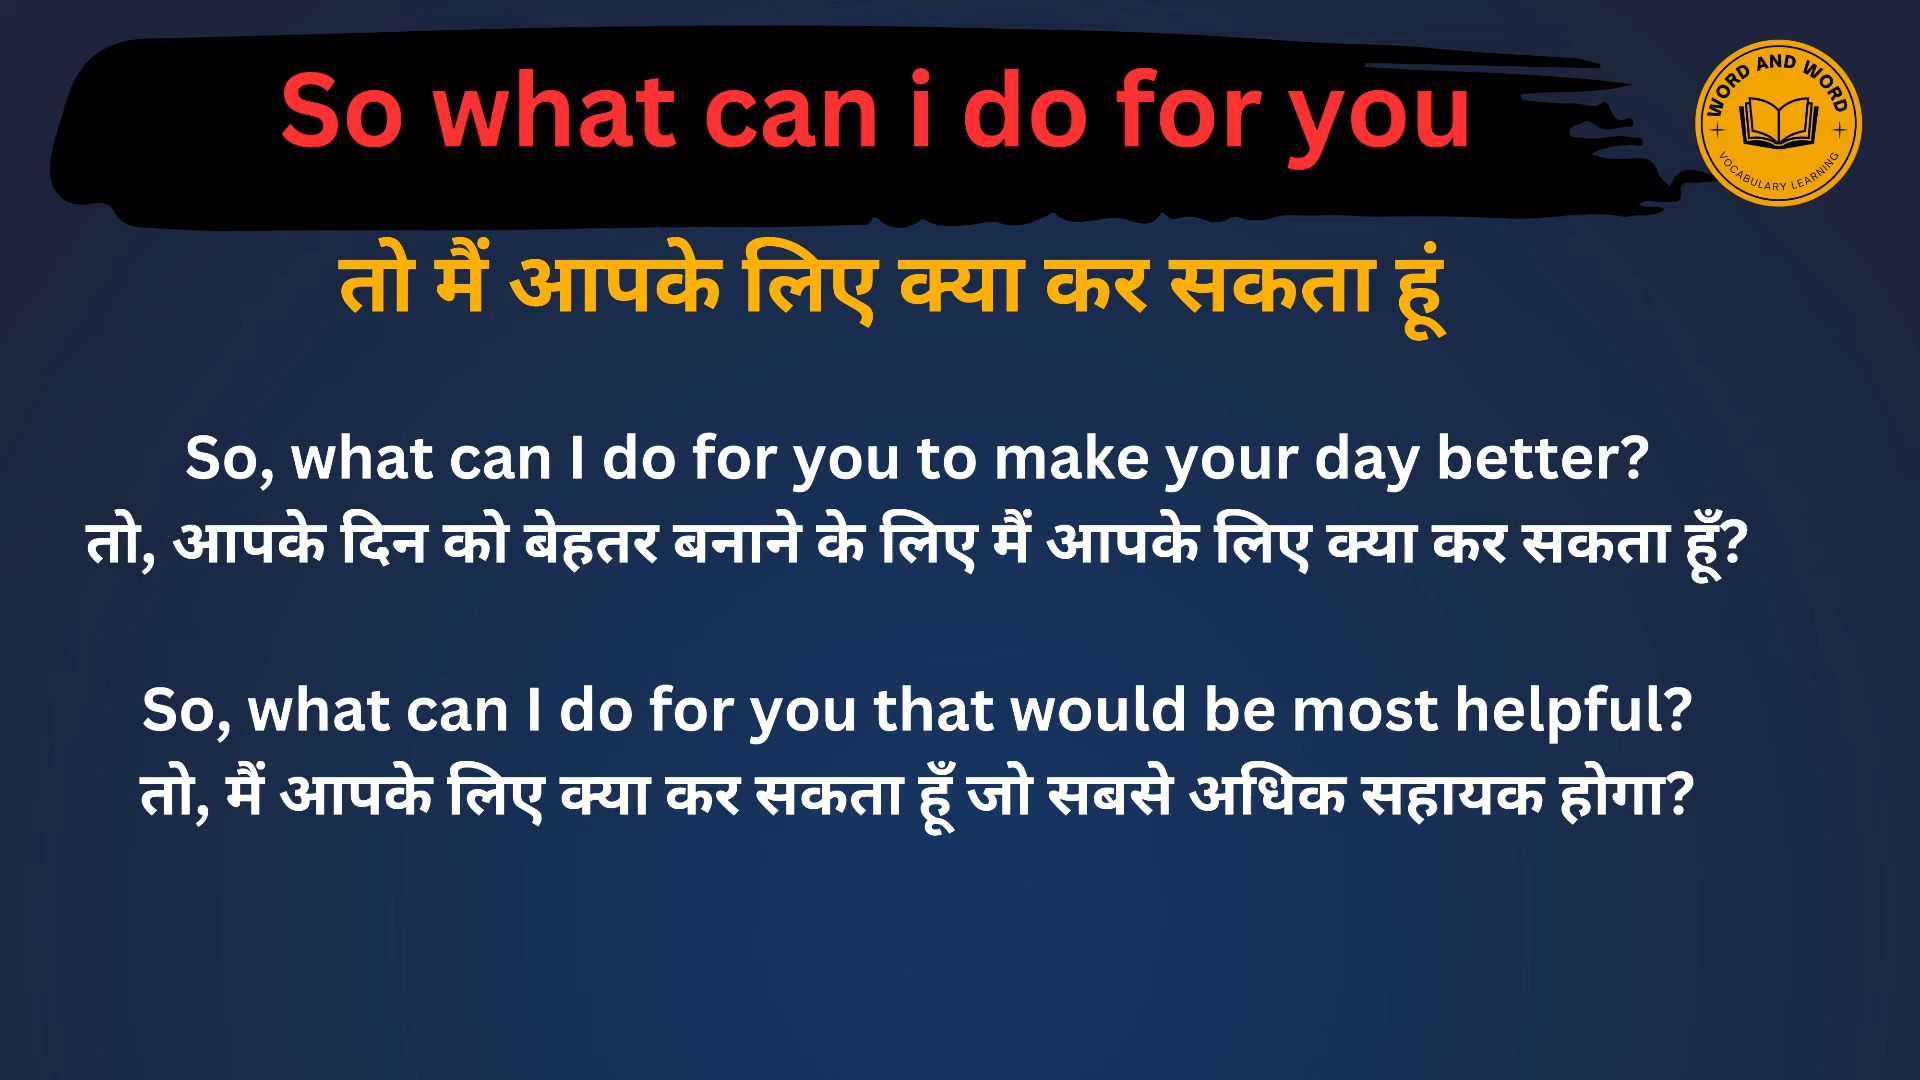 So what can i do for you
WORD AND WORD
VOCABULARY LEARNING
तो मैं आपके लिए क्या कर सकता हूं
So, what can I do for you to make your day better?
तो, आपके दिन को बेहतर बनाने के लिए मैं आपके लिए क्या कर सकता हूँ?
So, what can I do for you that would be most helpful?
तो, मैं आपके लिए क्या कर सकता हूँ जो सबसे अधिक सहायक होगा?